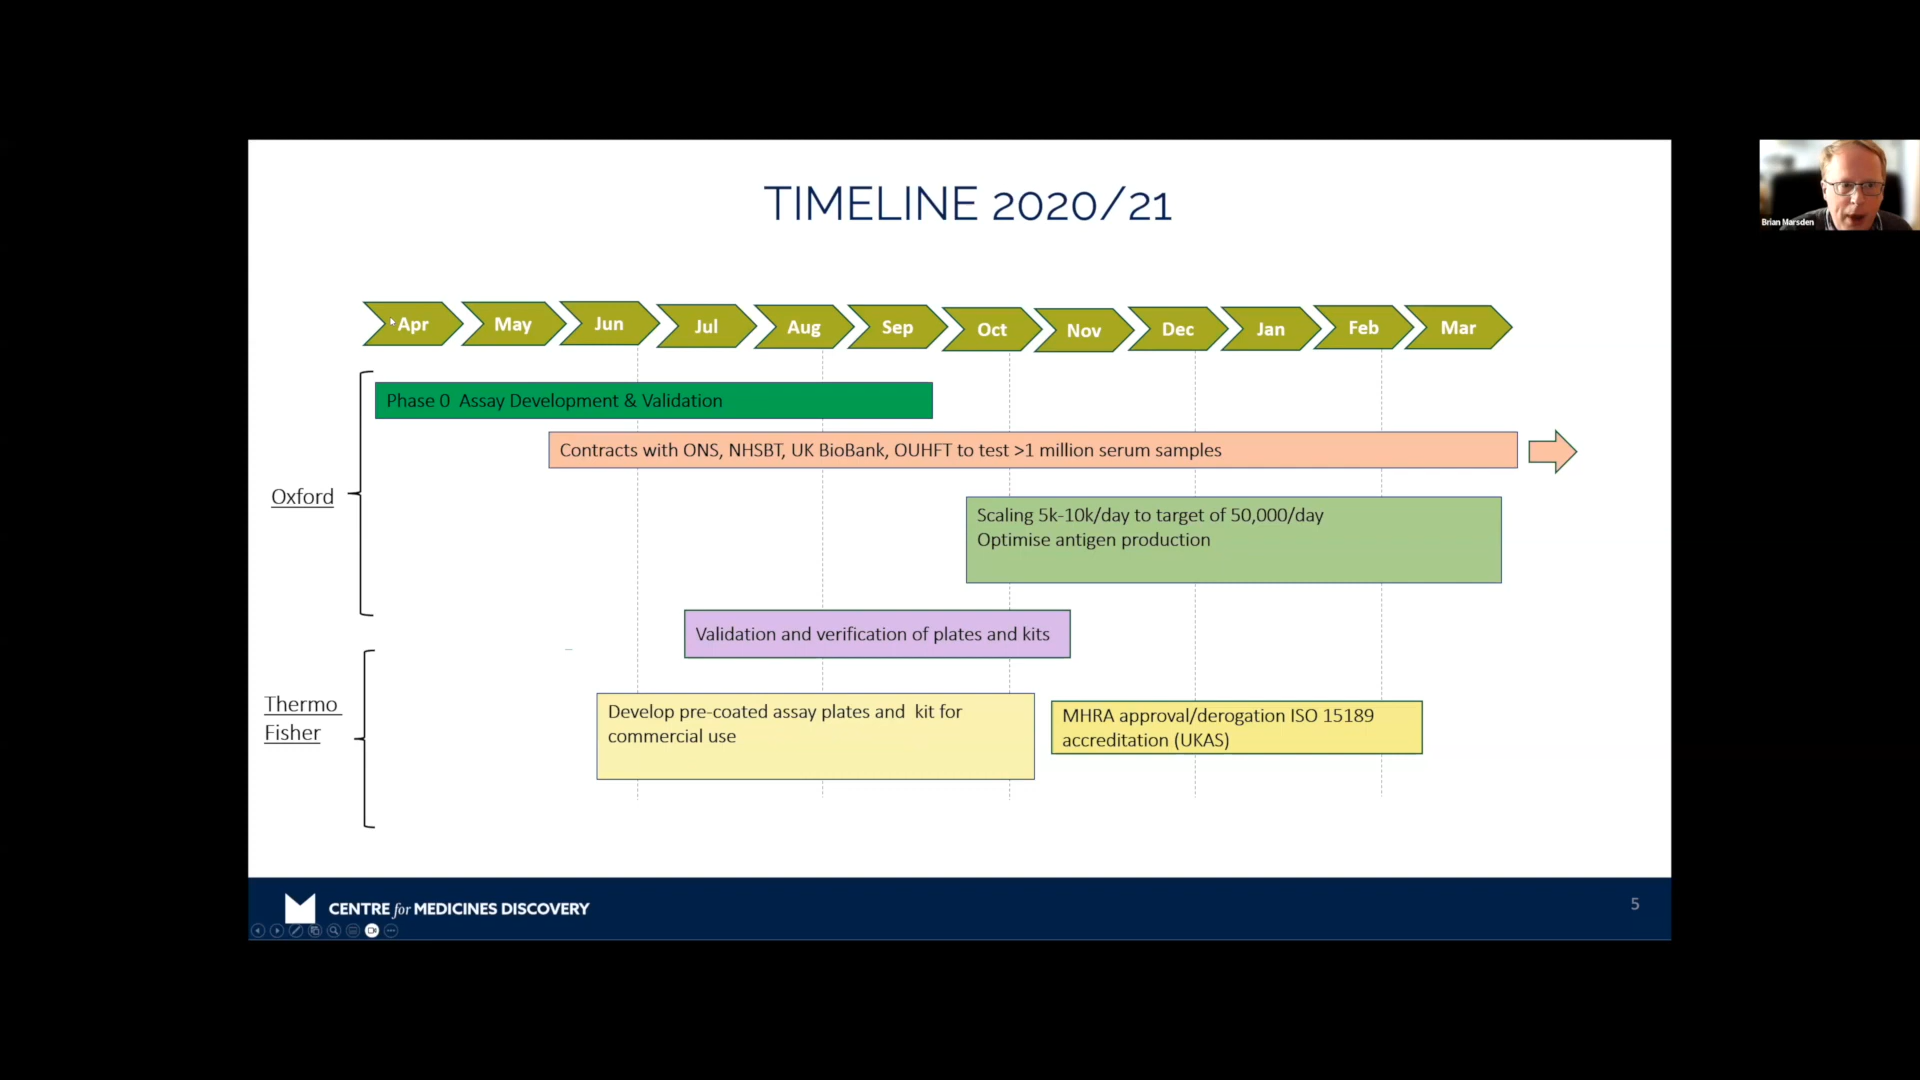 TIMELINE 2020/21
Brian Marsden
Apr May Jun Jul Aug Sep Oct Nov Dec Jan Feb Mar
Phase 0 Assay Development & Validation
Contracts with ONS, NHSBT, UK BioBank, OUHFT to test >1 million serum samples
Oxford
Scaling 5k-10k/day to target of 50,000/day
Optimise antigen production
Validation and verification of plates and kits
Thermo
Fisher
Develop pre-coated assay plates and kit for
commercial use
MHRA approval/derogation ISO 15189
accreditation (UKAS)
CENTRE for MEDICINES DISCOVERY
5